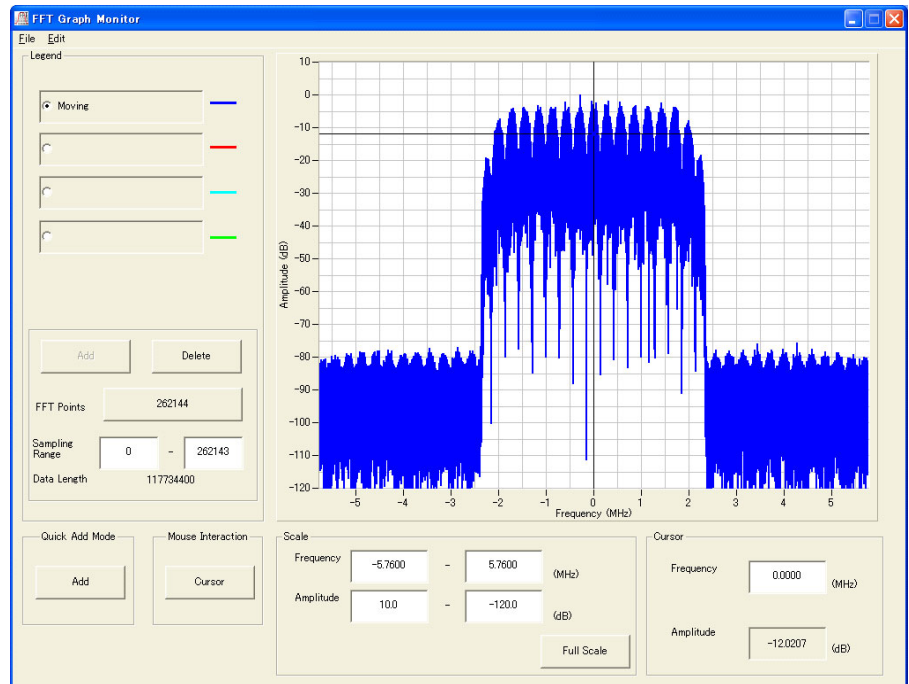 FFT Graph Monitor
File Edit
Legend
Moving
Add Delete
FFT Points 262144
Sampling Range 0 - 262143
Data Length 117734400
Quick Add Mode
Add
Mouse Interaction
Cursor
Amplitude (dB)
10
0
-10
-20
-30
-40
-50
-60
-70
-80
-90
-100
-110
-120
-5 -4 -3 -2 -1 0 1 2 3 4 5
Frequency (MHz)
Scale
Frequency -5.7600 - 5.7600 (MHz)
Amplitude 10.0 - -120.0 (dB)
Full Scale
Cursor
Frequency 0.0000 (MHz)
Amplitude -12.0207 (dB)